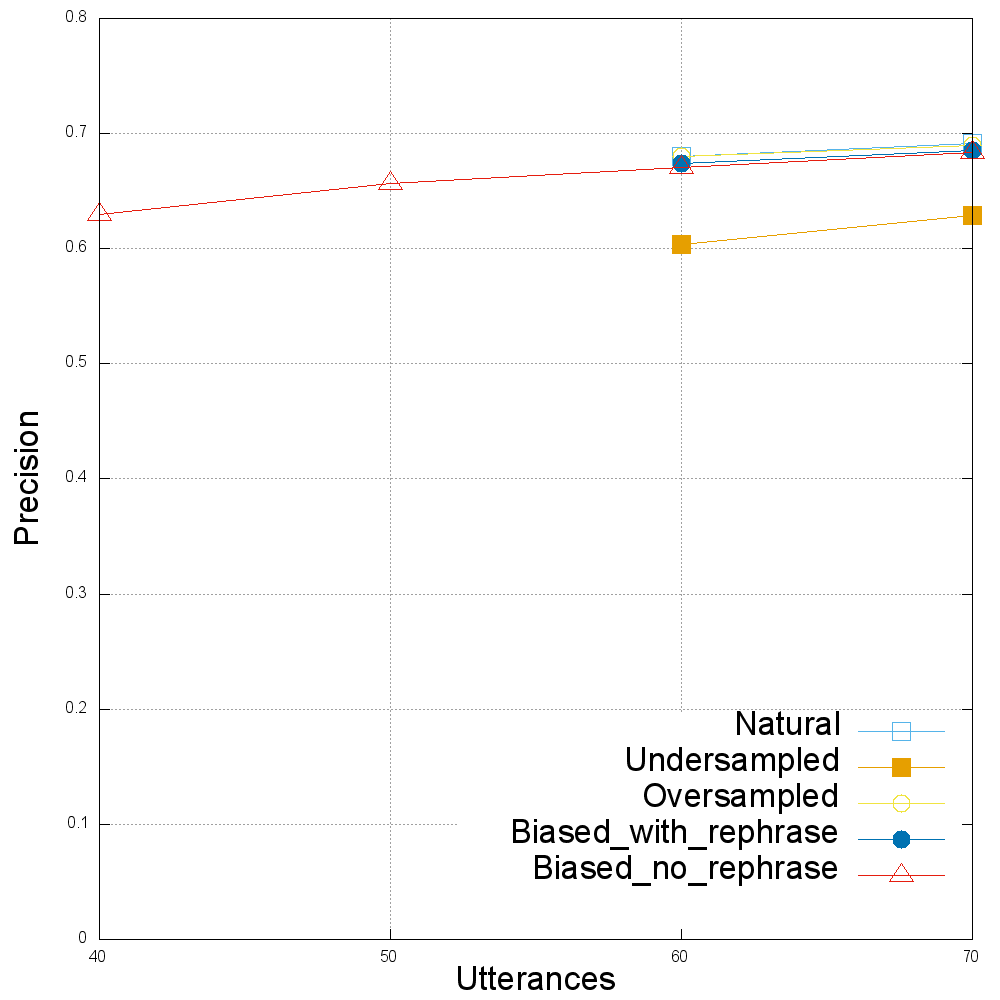 0.8
0.7
0.6
0.5
0.4
0.3
0.2
0.1
0
Precision
Natural
Undersampled
Oversampled
Biased_with_rephrase
Biased_no_rephrase
40 50 60 70
Utterances